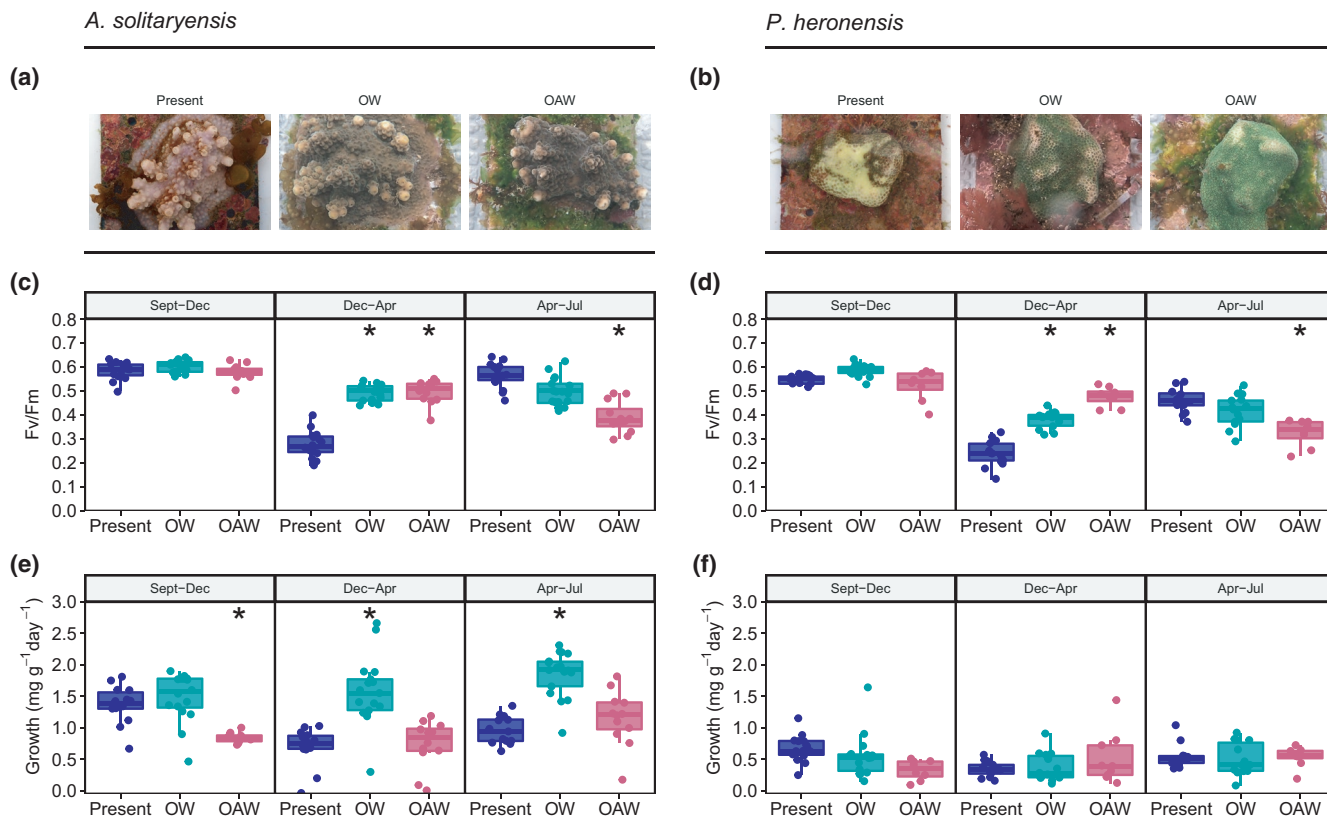 A. solitaryensis
P. heronensis
(a)
Present OW OAW
(b)
Present OW OAW
(c)
Sept–Dec Dec–Apr Apr–Jul
Fv/Fm
0.8
0.7
0.6
0.5
0.4
0.3
0.2
0.1
0.0
* * *
Present OW OAW Present OW OAW Present OW OAW
(d)
Sept–Dec Dec–Apr Apr–Jul
Fv/Fm
0.8
0.7
0.6
0.5
0.4
0.3
0.2
0.1
0.0
* * *
Present OW OAW Present OW OAW Present OW OAW
(e)
Sept–Dec Dec–Apr Apr–Jul
Growth (mg g⁻¹day⁻¹)
3.0
2.5
2.0
1.5
1.0
0.5
0.0
* * *
Present OW OAW Present OW OAW Present OW OAW
(f)
Sept–Dec Dec–Apr Apr–Jul
Growth (mg g⁻¹day⁻¹)
3.0
2.5
2.0
1.5
1.0
0.5
0.0
Present OW OAW Present OW OAW Present OW OAW